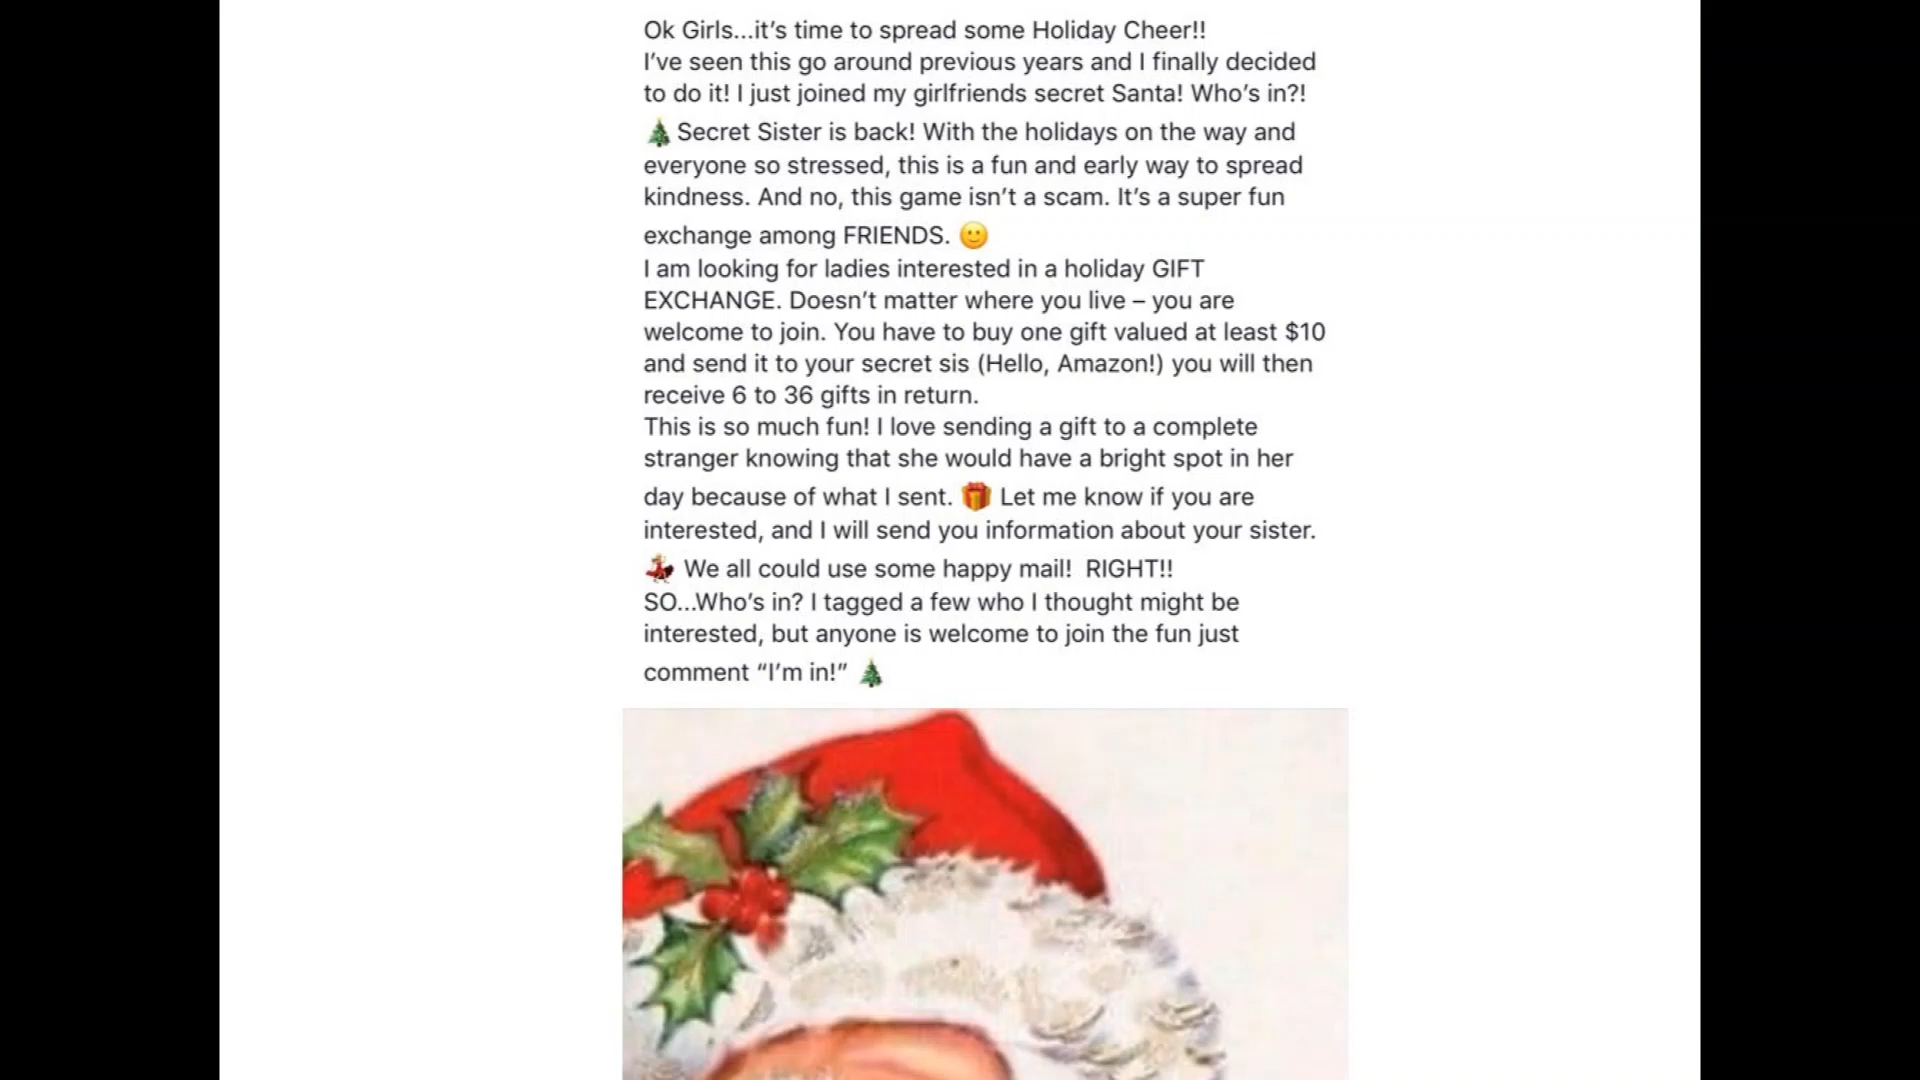 Ok Girls...it’s time to spread some Holiday Cheer!!
I’ve seen this go around previous years and I finally decided
to do it! I just joined my girlfriends secret Santa! Who’s in?!
🎄 Secret Sister is back! With the holidays on the way and
everyone so stressed, this is a fun and early way to spread
kindness. And no, this game isn’t a scam. It’s a super fun
exchange among FRIENDS. 🙂
I am looking for ladies interested in a holiday GIFT
EXCHANGE. Doesn’t matter where you live – you are
welcome to join. You have to buy one gift valued at least $10
and send it to your secret sis (Hello, Amazon!) you will then
receive 6 to 36 gifts in return.
This is so much fun! I love sending a gift to a complete
stranger knowing that she would have a bright spot in her
day because of what I sent. 🎁 Let me know if you are
interested, and I will send you information about your sister.
💃 We all could use some happy mail! RIGHT!!
SO...Who’s in? I tagged a few who I thought might be
interested, but anyone is welcome to join the fun just
comment “I’m in!” 🎄